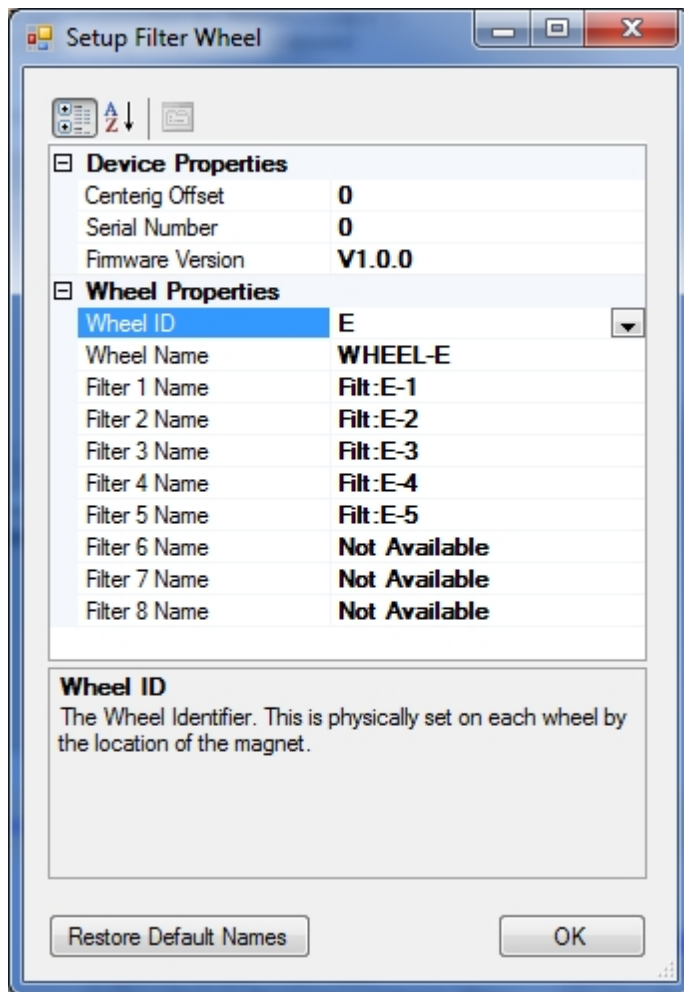 Setup Filter Wheel
Device Properties
Centerig Offset 0
Serial Number 0
Firmware Version V1.0.0
Wheel Properties
Wheel ID E
Wheel Name WHEEL-E
Filter 1 Name Filt:E-1
Filter 2 Name Filt:E-2
Filter 3 Name Filt:E-3
Filter 4 Name Filt:E-4
Filter 5 Name Filt:E-5
Filter 6 Name Not Available
Filter 7 Name Not Available
Filter 8 Name Not Available
Wheel ID
The Wheel Identifier. This is physically set on each wheel by
the location of the magnet.
Restore Default Names OK